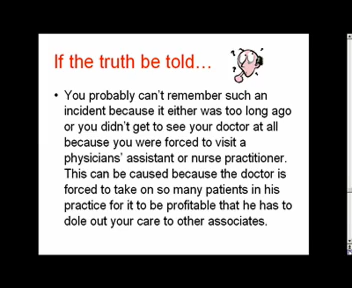 If the truth be told…
• You probably can't remember such an
incident because it either was too long ago
or you didn't get to see your doctor at all
because you were forced to visit a
physicians' assistant or nurse practitioner.
This can be caused because the doctor is
forced to take on so many patients in his
practice for it to be profitable that he has to
dole out your care to other associates.